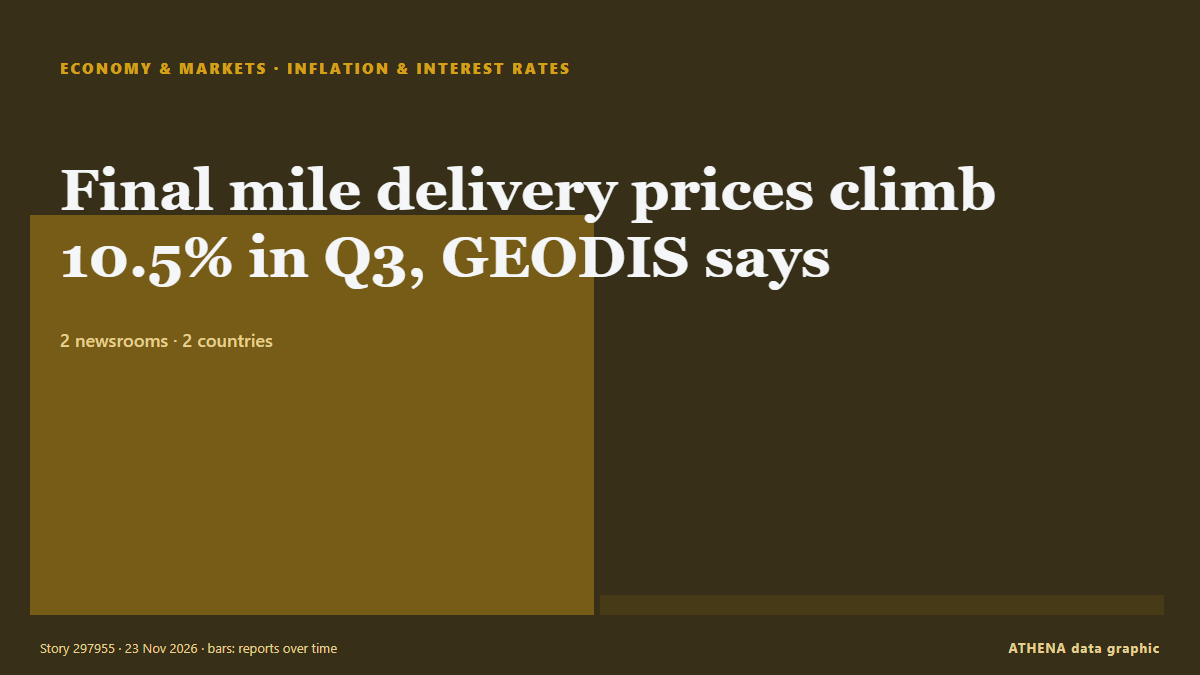 ECONOMY & MARKETS · INFLATION & INTEREST RATES
Final mile delivery prices climb
10.5% in Q3, GEODIS says
2 newsrooms · 2 countries
Story 297955 · 23 Nov 2026 · bars: reports over time
ATHENA data graphic